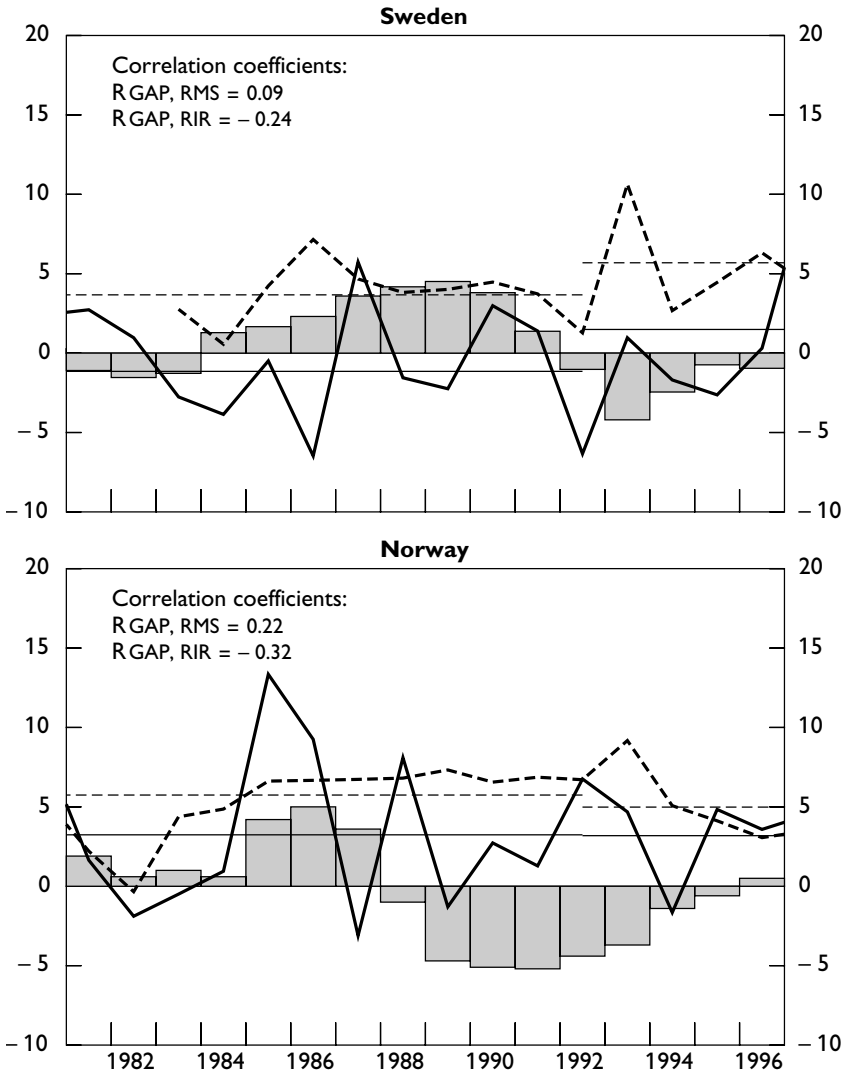 Sweden
20 20
Correlation coefficients:
R GAP, RMS = 0.09
15 15
R GAP, RIR = – 0.24
10 10
5 5
0 0
– 5 – 5
– 10 – 10
Norway
20 20
Correlation coefficients:
R GAP, RMS = 0.22
15 15
R GAP, RIR = – 0.32
10 10
5 5
0 0
– 5 – 5
– 10 – 10
1982 1984 1986 1988 1990 1992 1994 1996